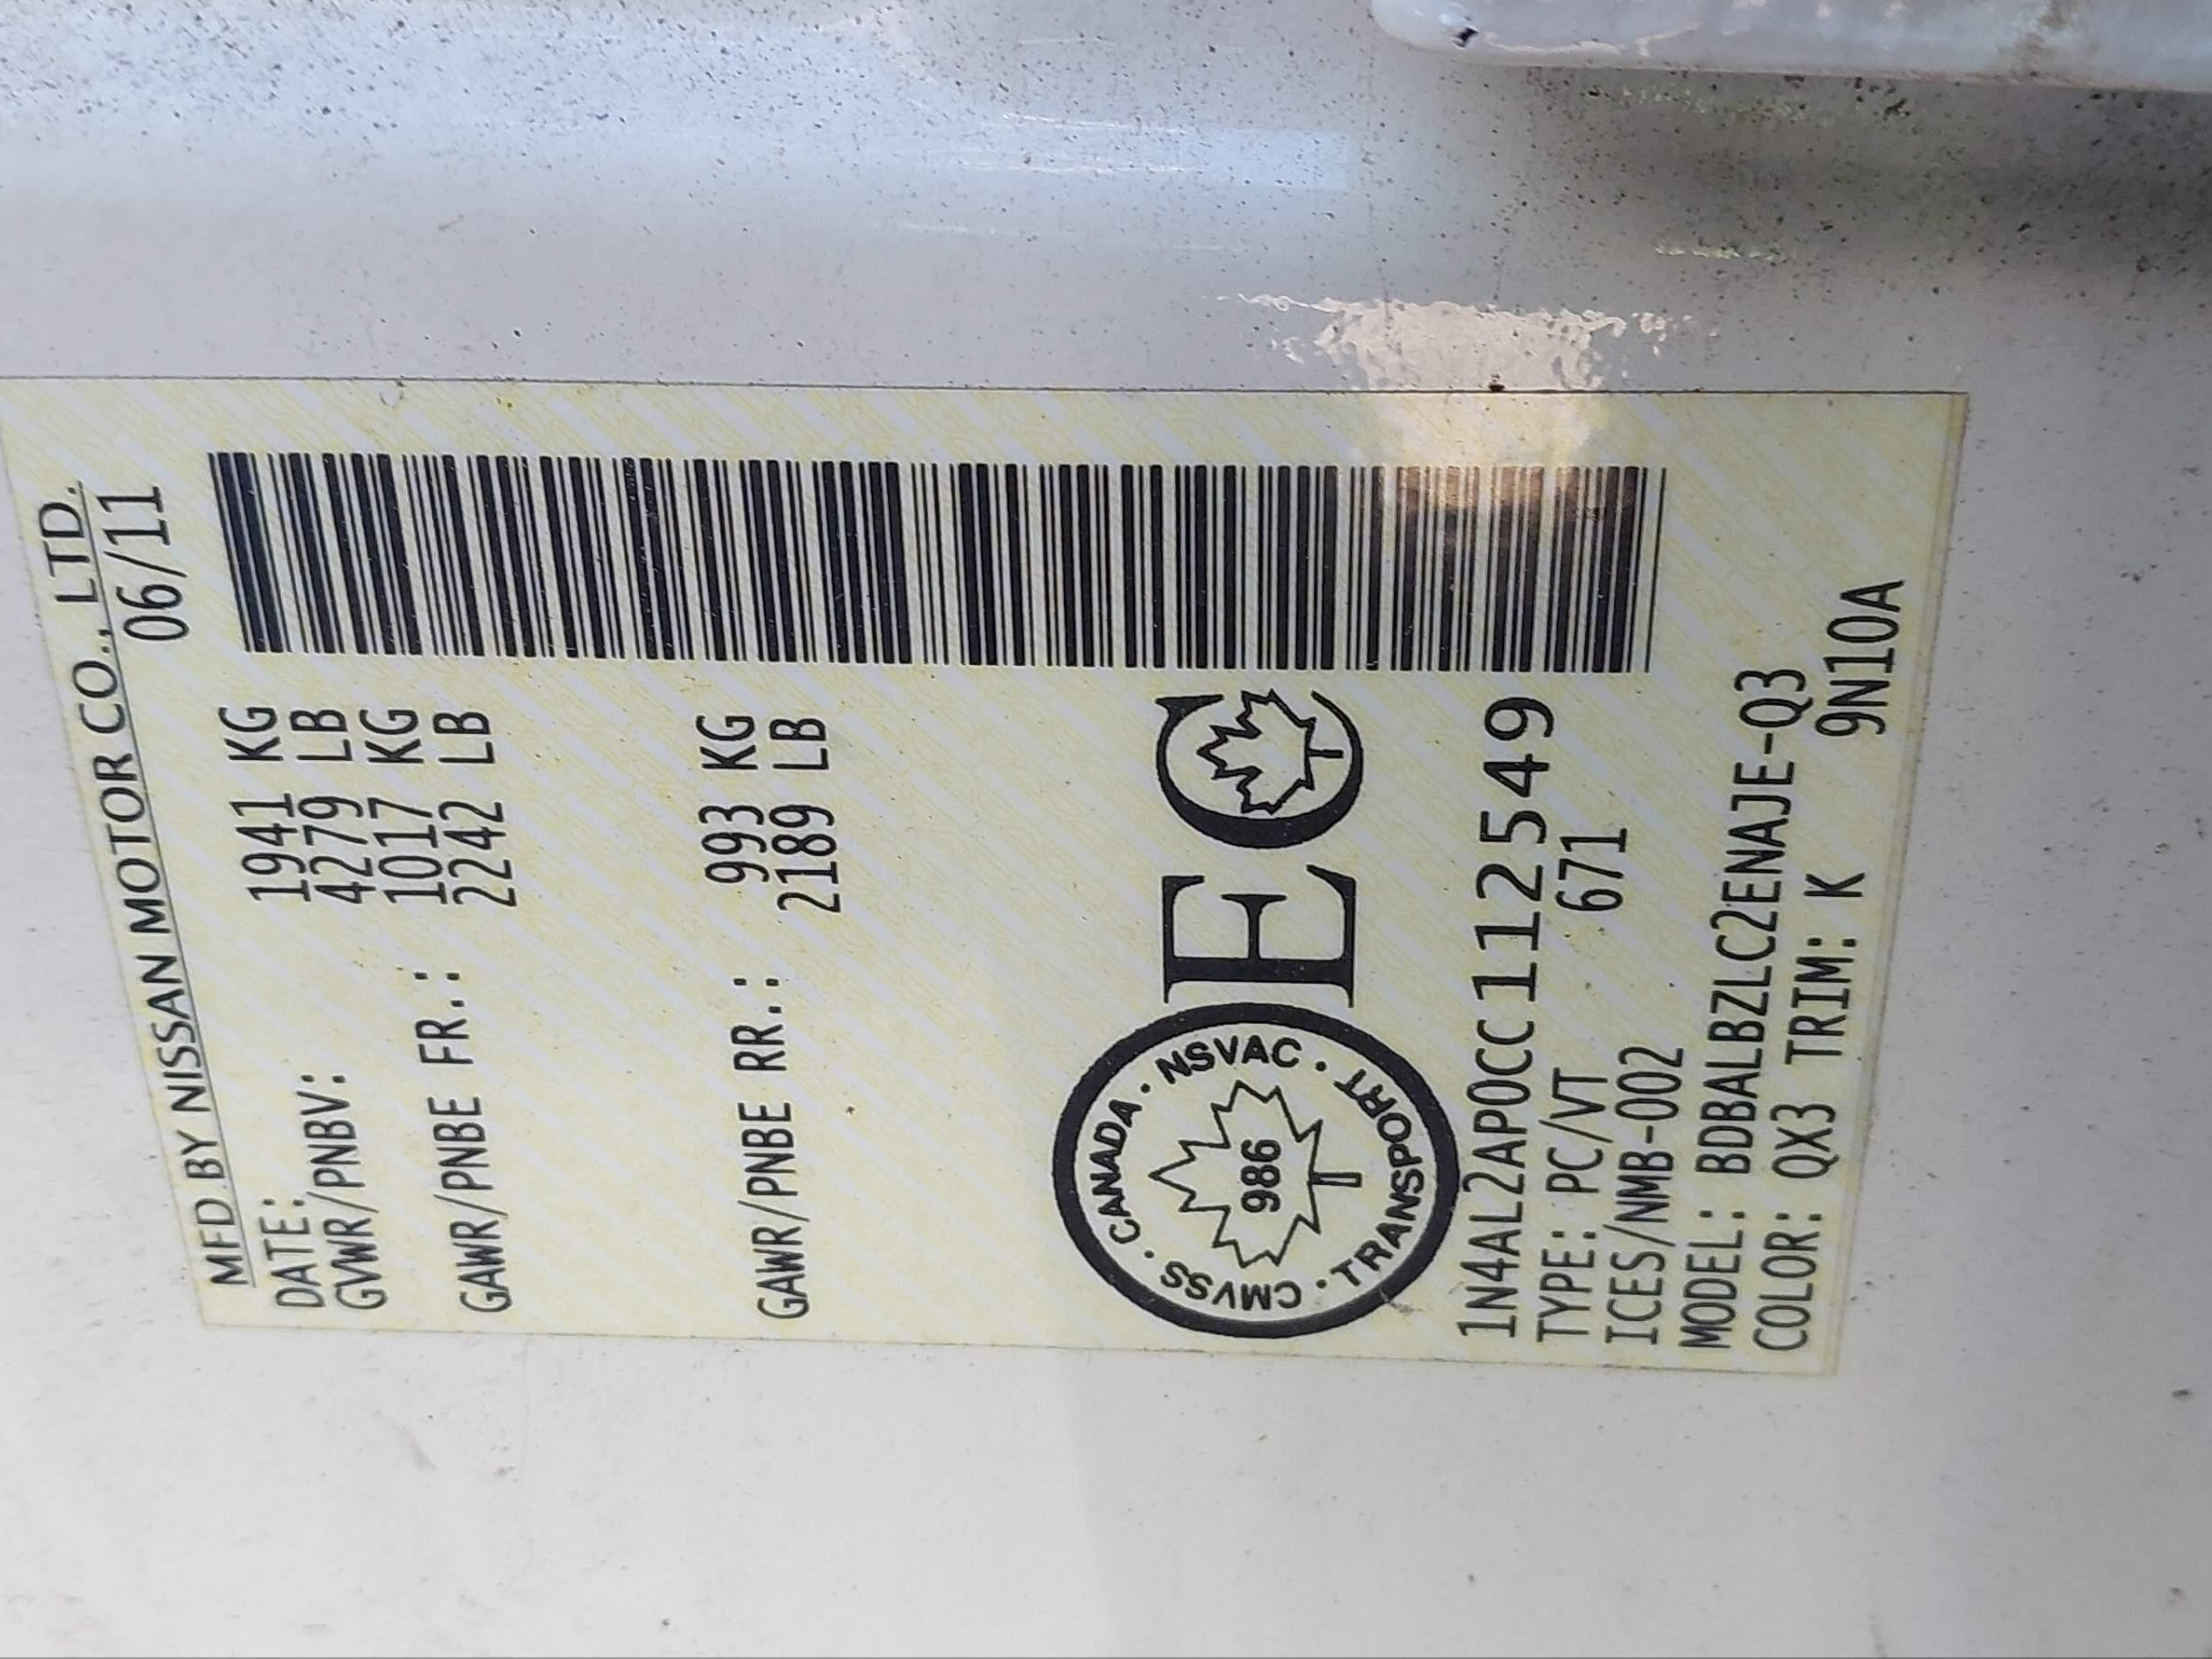 MFD.BY NISSAN MOTOR CO., LTD.
DATE: 06/11
GVWR/PNBV: 1941 KG
4279 LB
GAWR/PNBE FR.: 1017 KG
2242 LB
GAWR/PNBE RR.: 993 KG
2189 LB
CANADA · NSVAC · TRANSPORT · CMVSS ·
986
EC
1N4AL2AP0CC112549
TYPE: PC/VT 671
ICES/NMB-002
MODEL: BDBALBZLC2ENAJE-Q3
COLOR: QX3 TRIM: K 9N10A